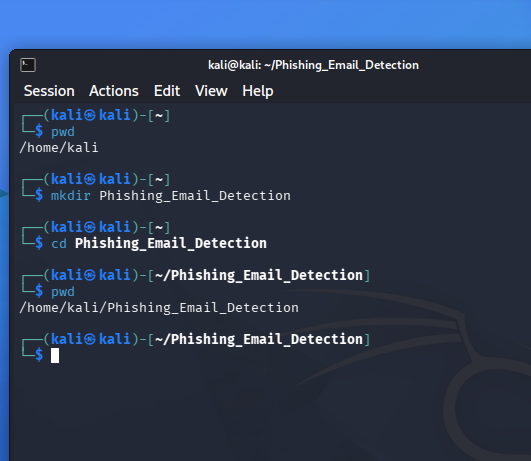 kali@kali: ~/Phishing_Email_Detection
Session Actions Edit View Help
┌──(kali㉿kali)-[~]
└─$ pwd
/home/kali
┌──(kali㉿kali)-[~]
└─$ mkdir Phishing_Email_Detection
┌──(kali㉿kali)-[~]
└─$ cd Phishing_Email_Detection
┌──(kali㉿kali)-[~/Phishing_Email_Detection]
└─$ pwd
/home/kali/Phishing_Email_Detection
┌──(kali㉿kali)-[~/Phishing_Email_Detection]
└─$